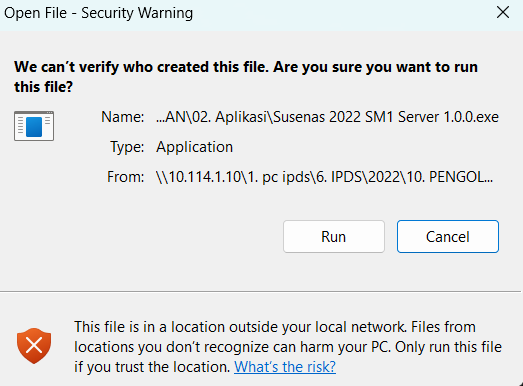 Open File - Security Warning
We can't verify who created this file. Are you sure you want to run
this file?
Name: ...AN\02. Aplikasi\Susenas 2022 SM1 Server 1.0.0.exe
Type: Application
From: \\10.114.1.10\1. pc ipds\6. IPDS\2022\10. PENGOL...
Run Cancel
This file is in a location outside your local network. Files from
locations you don't recognize can harm your PC. Only run this file
if you trust the location. What's the risk?